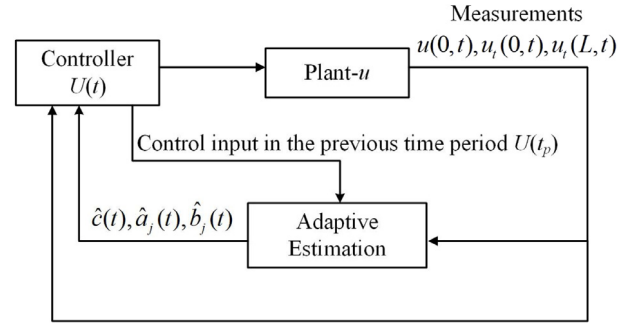 Measurements
u(0,t),u_t(0,t),u_t(L,t)
Controller
U(t)
Plant-u
Control input in the previous time period U(t_p)
ĉ(t),â_j(t),b̂_j(t)
Adaptive
Estimation